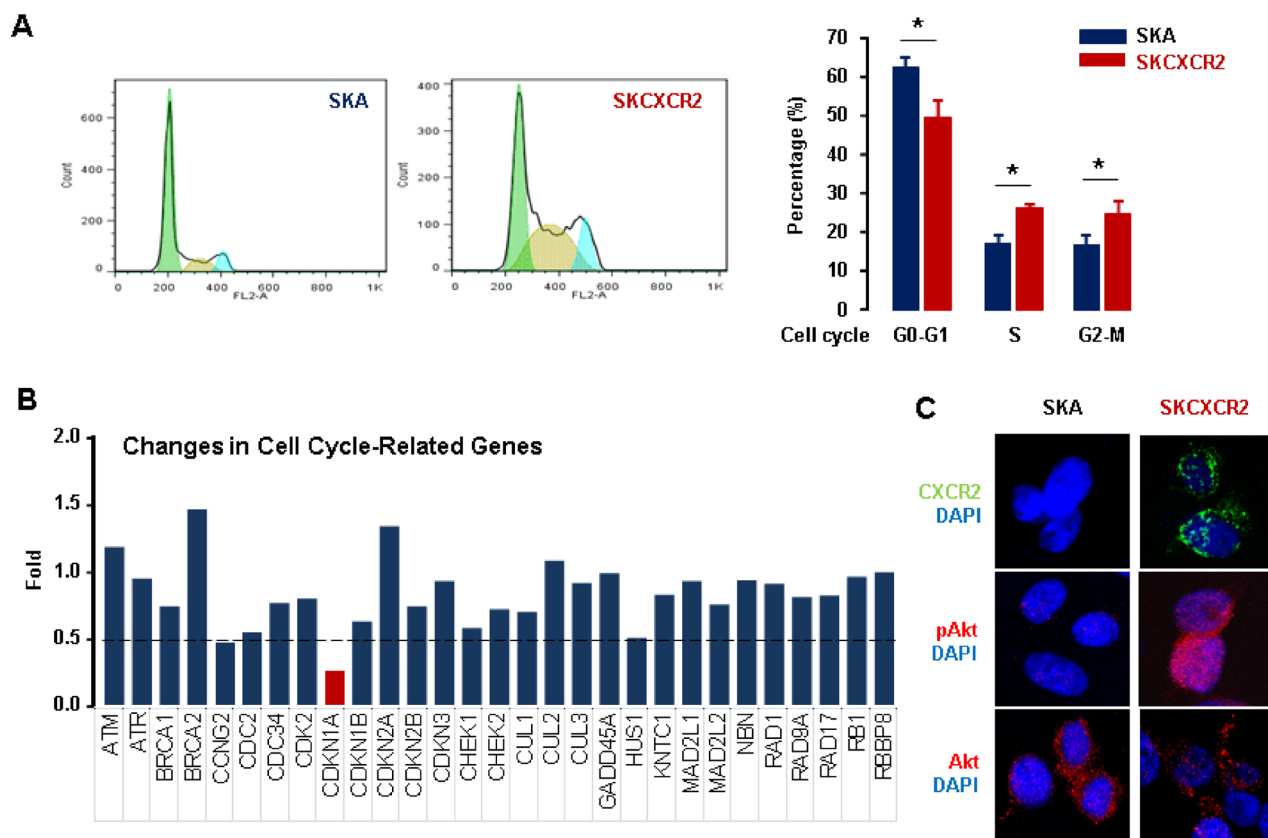 A
SKA
Count
600
400
200
0
0 200 400 600 800 1K
FL2-A
SKCXCR2
Count
400
300
200
100
0
0 200 400 600 800 1K
FL2-A
SKA
SKCXCR2
Percentage (%)
70
60
50
40
30
20
10
0
*
*
*
Cell cycle G0-G1 S G2-M
B
Changes in Cell Cycle-Related Genes
Fold
2.0
1.5
1.0
0.5
0.0
ATM
ATR
BRCA1
BRCA2
CCNG2
CDC2
CDC34
CDK2
CDKN1A
CDKN1B
CDKN2A
CDKN2B
CDKN3
CHEK1
CHEK2
CUL1
CUL2
CUL3
GADD45A
HUS1
KNTC1
MAD2L1
MAD2L2
NBN
RAD1
RAD9A
RAD17
RB1
RBBP8
C
SKA SKCXCR2
CXCR2
DAPI
pAkt
DAPI
Akt
DAPI